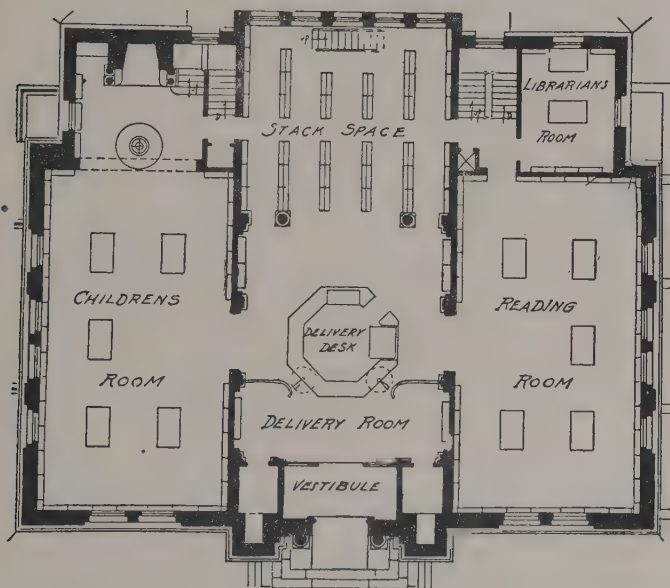 STACK SPACE
LIBRARIANS
ROOM
CHILDRENS
ROOM
DELIVERY
DESK
READING
ROOM
DELIVERY ROOM
VESTIBULE